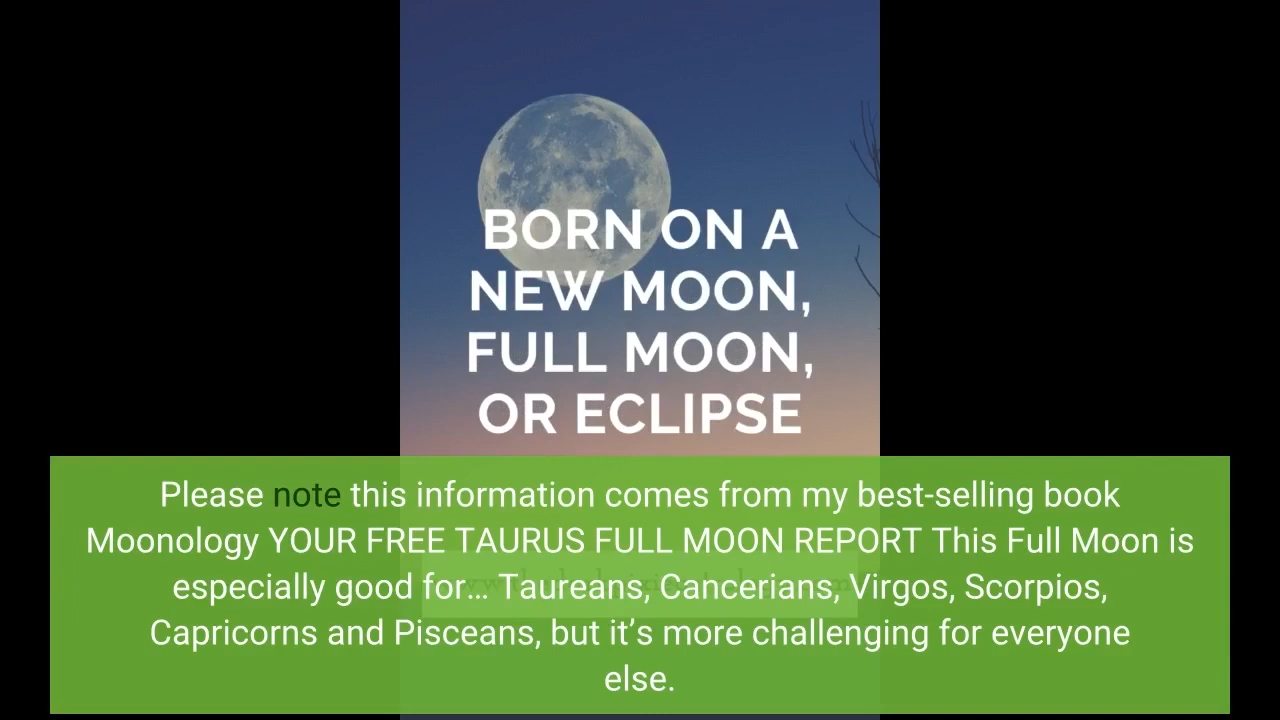 BORN ON A
NEW MOON,
FULL MOON,
OR ECLIPSE
Please note this information comes from my best-selling book
Moonology YOUR FREE TAURUS FULL MOON REPORT This Full Moon is
especially good for… Taureans, Cancerians, Virgos, Scorpios,
Capricorns and Pisceans, but it’s more challenging for everyone
else.